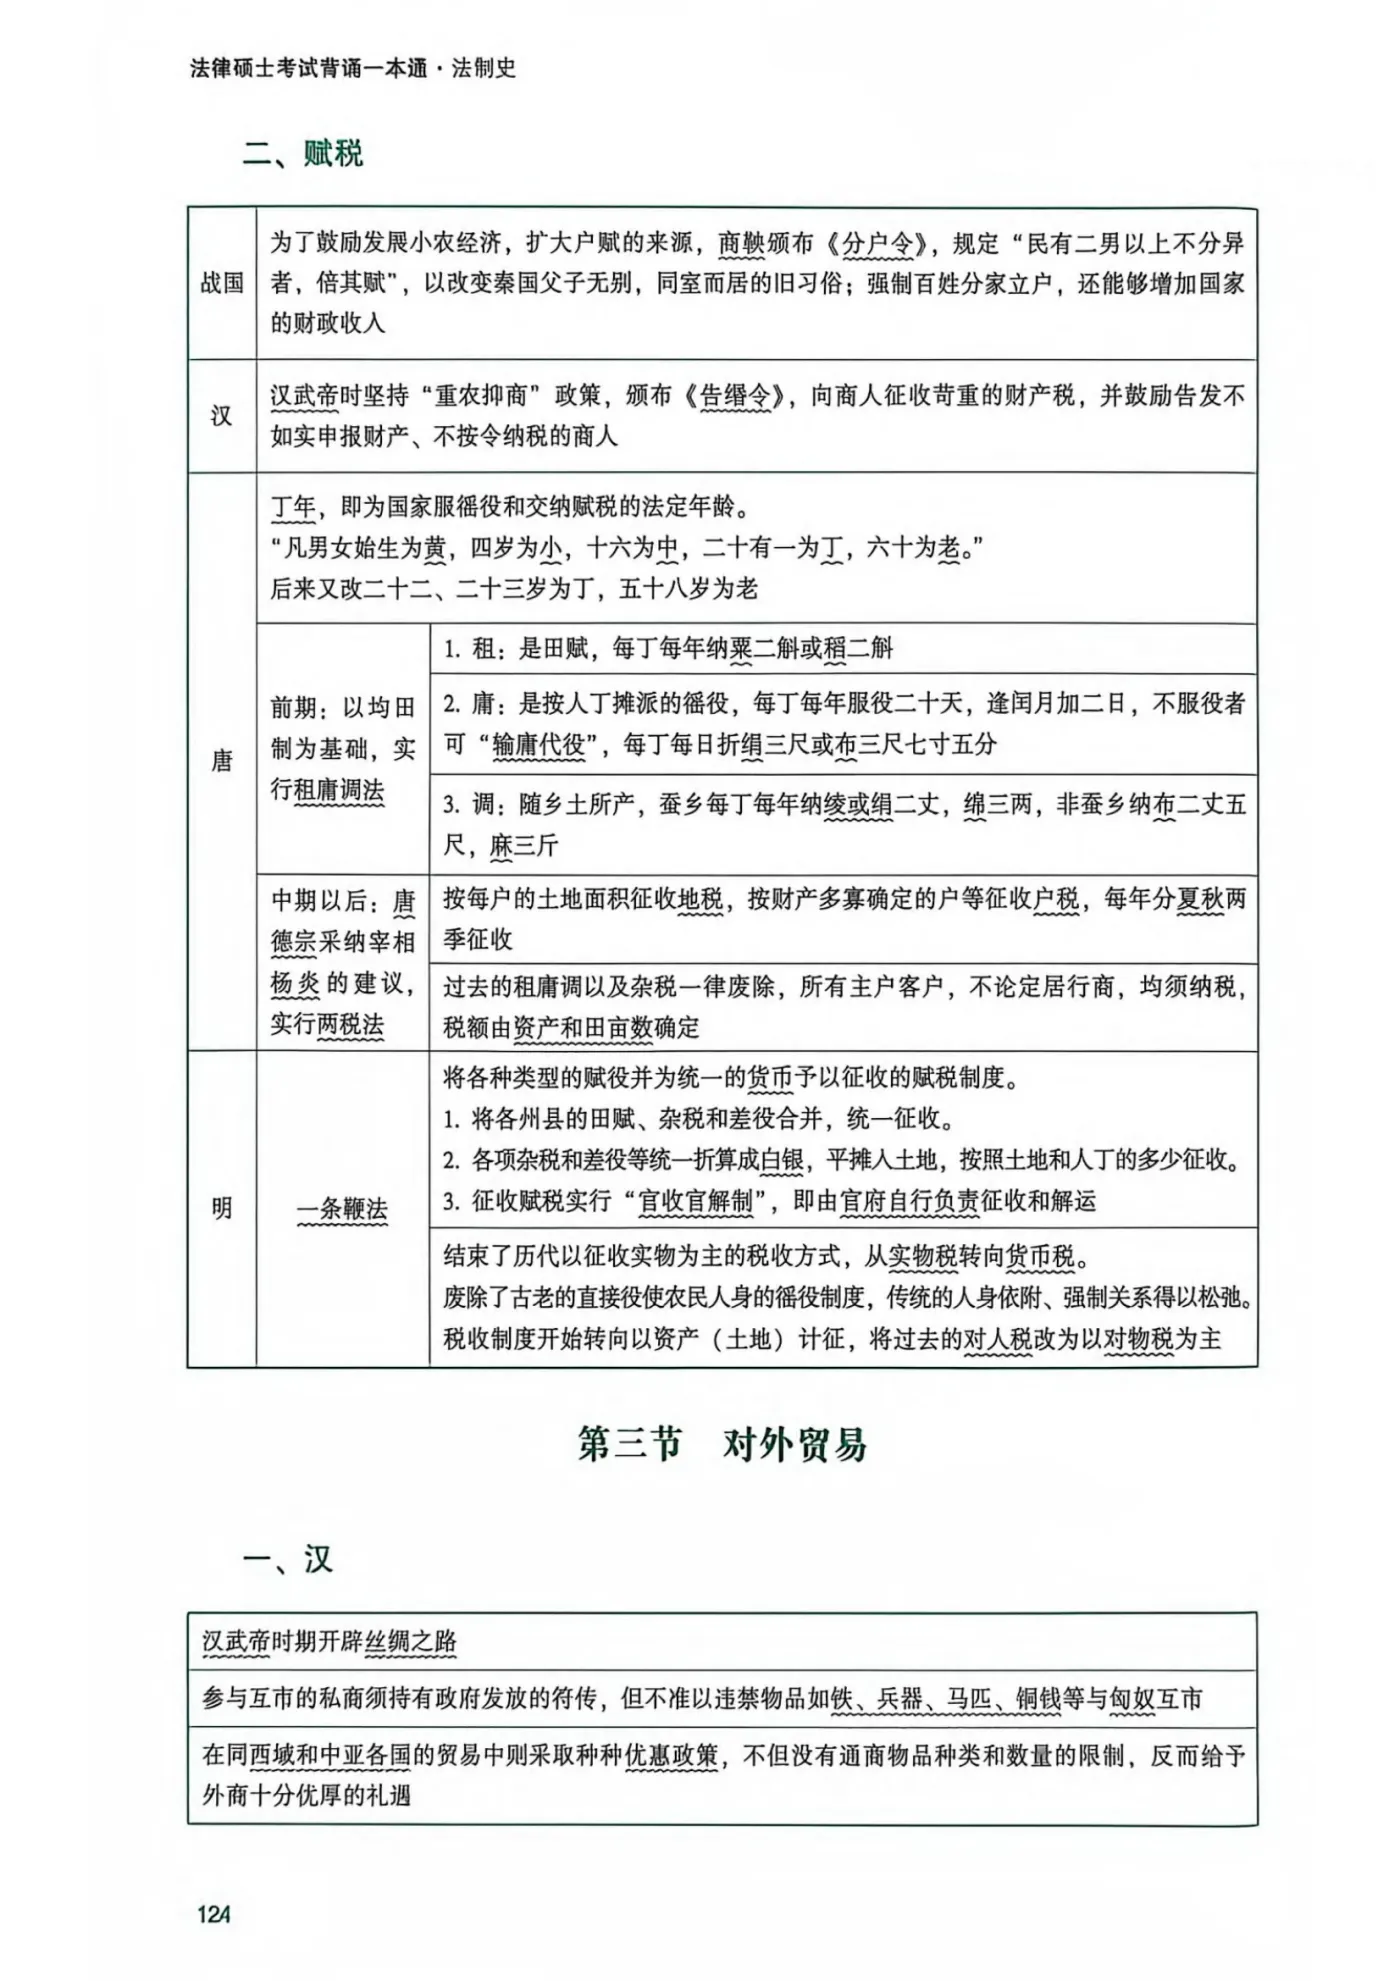 法律硕士考试背诵一本通·法制史
二、赋税
战国
为了鼓励发展小农经济，扩大户赋的来源，商鞅颁布《分户令》，规定“民有二男以上不分异
者，倍其赋”，以改变秦国父子无别，同室而居的旧习俗；强制百姓分家立户，还能够增加国家
的财政收入
汉
汉武帝时坚持“重农抑商”政策，颁布《告缗令》，向商人征收苛重的财产税，并鼓励告发不
如实申报财产、不按令纳税的商人
唐
丁年，即为国家服徭役和交纳赋税的法定年龄。
“凡男女始生为黄，四岁为小，十六为中，二十有一为丁，六十为老。”
后来又改二十二、二十三岁为丁，五十八岁为老
前期：以均田
制为基础，实
行租庸调法
1. 租：是田赋，每丁每年纳粟二斛或稻二斛
2. 庸：是按人丁摊派的徭役，每丁每年服役二十天，逢闰月加二日，不服役者
可“输庸代役”，每丁每日折绢三尺或布三尺七寸五分
3. 调：随乡土所产，蚕乡每丁每年纳绫或绢二丈，绵三两，非蚕乡纳布二丈五
尺，麻三斤
中期以后：唐
德宗采纳宰相
杨炎的建议，
实行两税法
按每户的土地面积征收地税，按财产多寡确定的户等征收户税，每年分夏秋两
季征收
过去的租庸调以及杂税一律废除，所有主户客户，不论定居行商，均须纳税，
税额由资产和田亩数确定
明
一条鞭法
将各种类型的赋役并为统一的货币予以征收的赋税制度。
1. 将各州县的田赋、杂税和差役合并，统一征收。
2. 各项杂税和差役等统一折算成白银，平摊入土地，按照土地和人丁的多少征收。
3. 征收赋税实行“官收官解制”，即由官府自行负责征收和解运
结束了历代以征收实物为主的税收方式，从实物税转向货币税。
废除了古老的直接役使农民人身的徭役制度，传统的人身依附、强制关系得以松弛。
税收制度开始转向以资产（土地）计征，将过去的对人税改为以对物税为主
第三节 对外贸易
一、汉
汉武帝时期开辟丝绸之路
参与互市的私商须持有政府发放的符传，但不准以违禁物品如铁、兵器、马匹、铜钱等与匈奴互市
在同西域和中亚各国的贸易中则采取种种优惠政策，不但没有通商物品种类和数量的限制，反而给予
外商十分优厚的礼遇
124